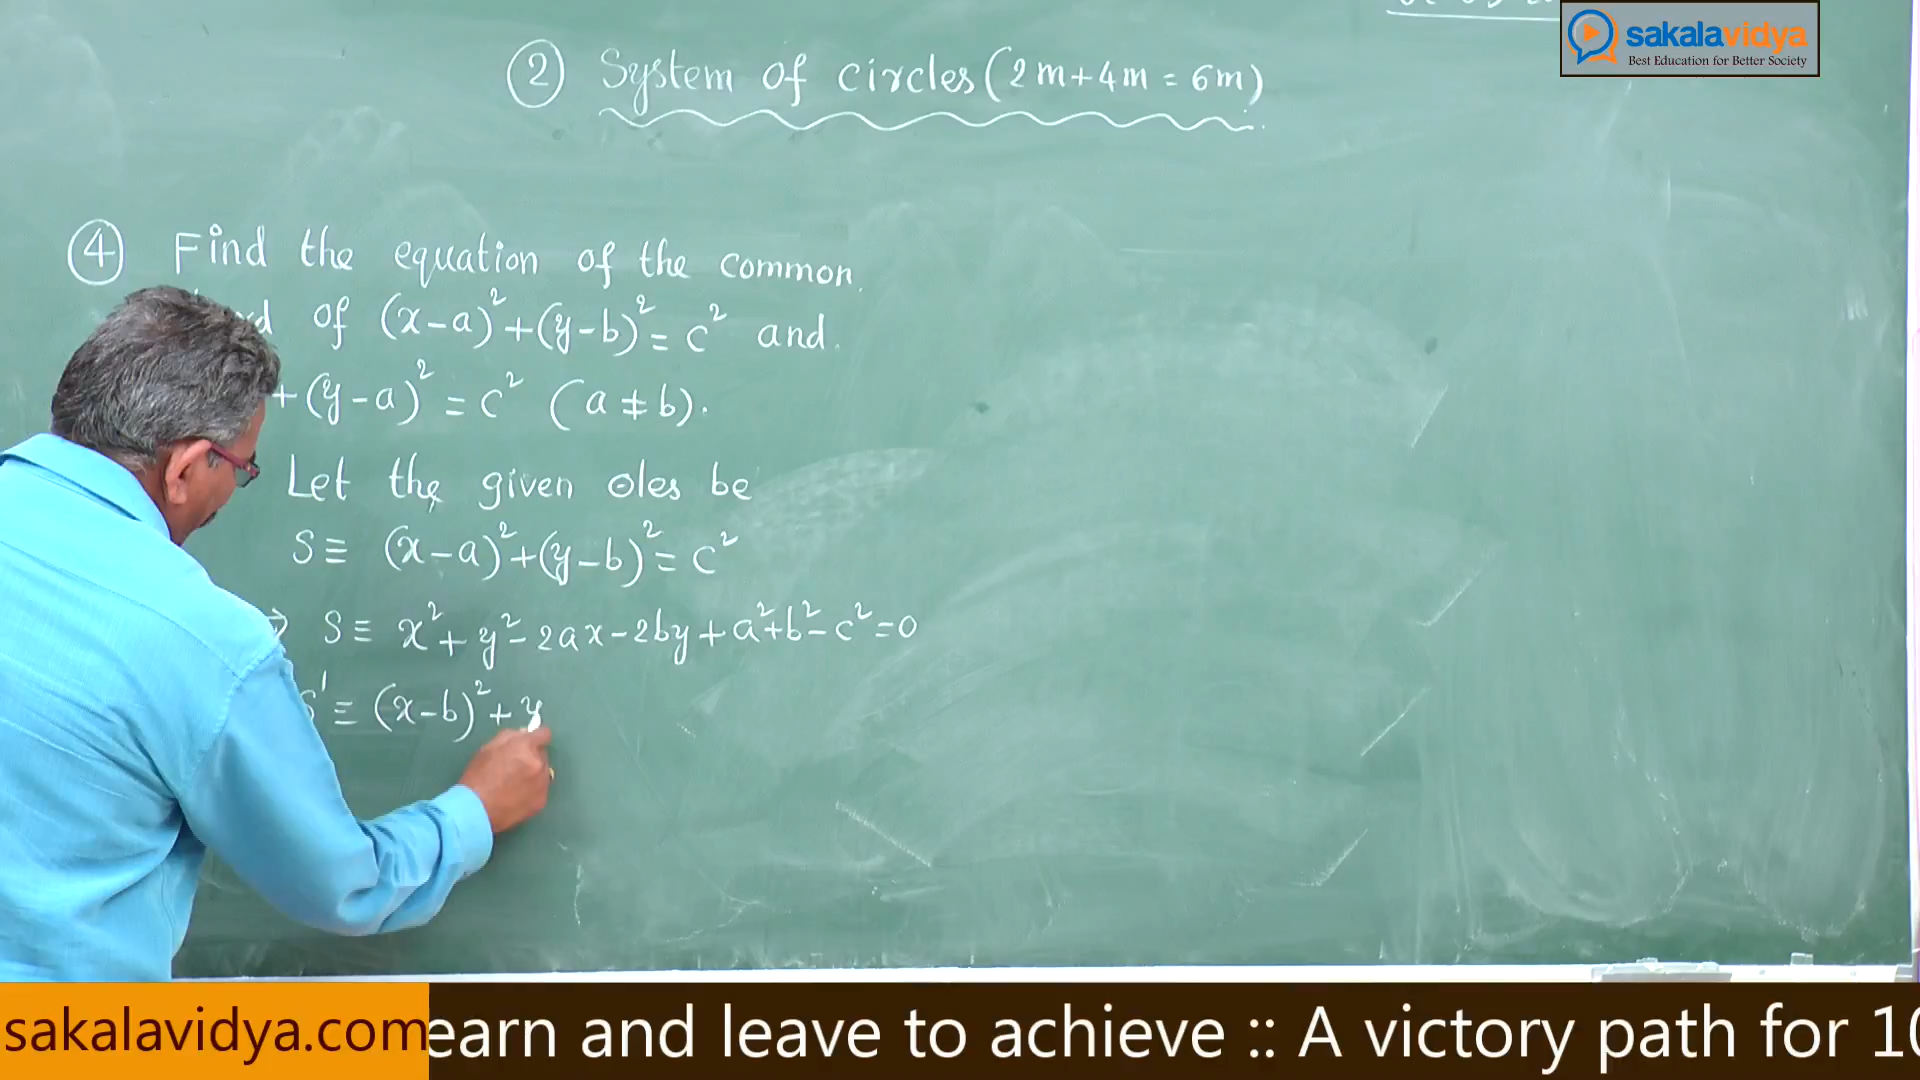 sakalavidya
Best Education for Better Society
② System of circles (2m+4m = 6m)
④ Find the equation of the common
of (x-a)²+(y-b)² = c² and
+(y-a)² = c² (a ≠ b).
Let the given ⊙les be
S ≡ (x-a)²+(y-b)² = c²
⇒ S ≡ x²+y²-2ax-2by+a²+b²-c²=0
S' ≡ (x-b)²+y
sakalavidya.com
earn and leave to achieve :: A victory path for 10